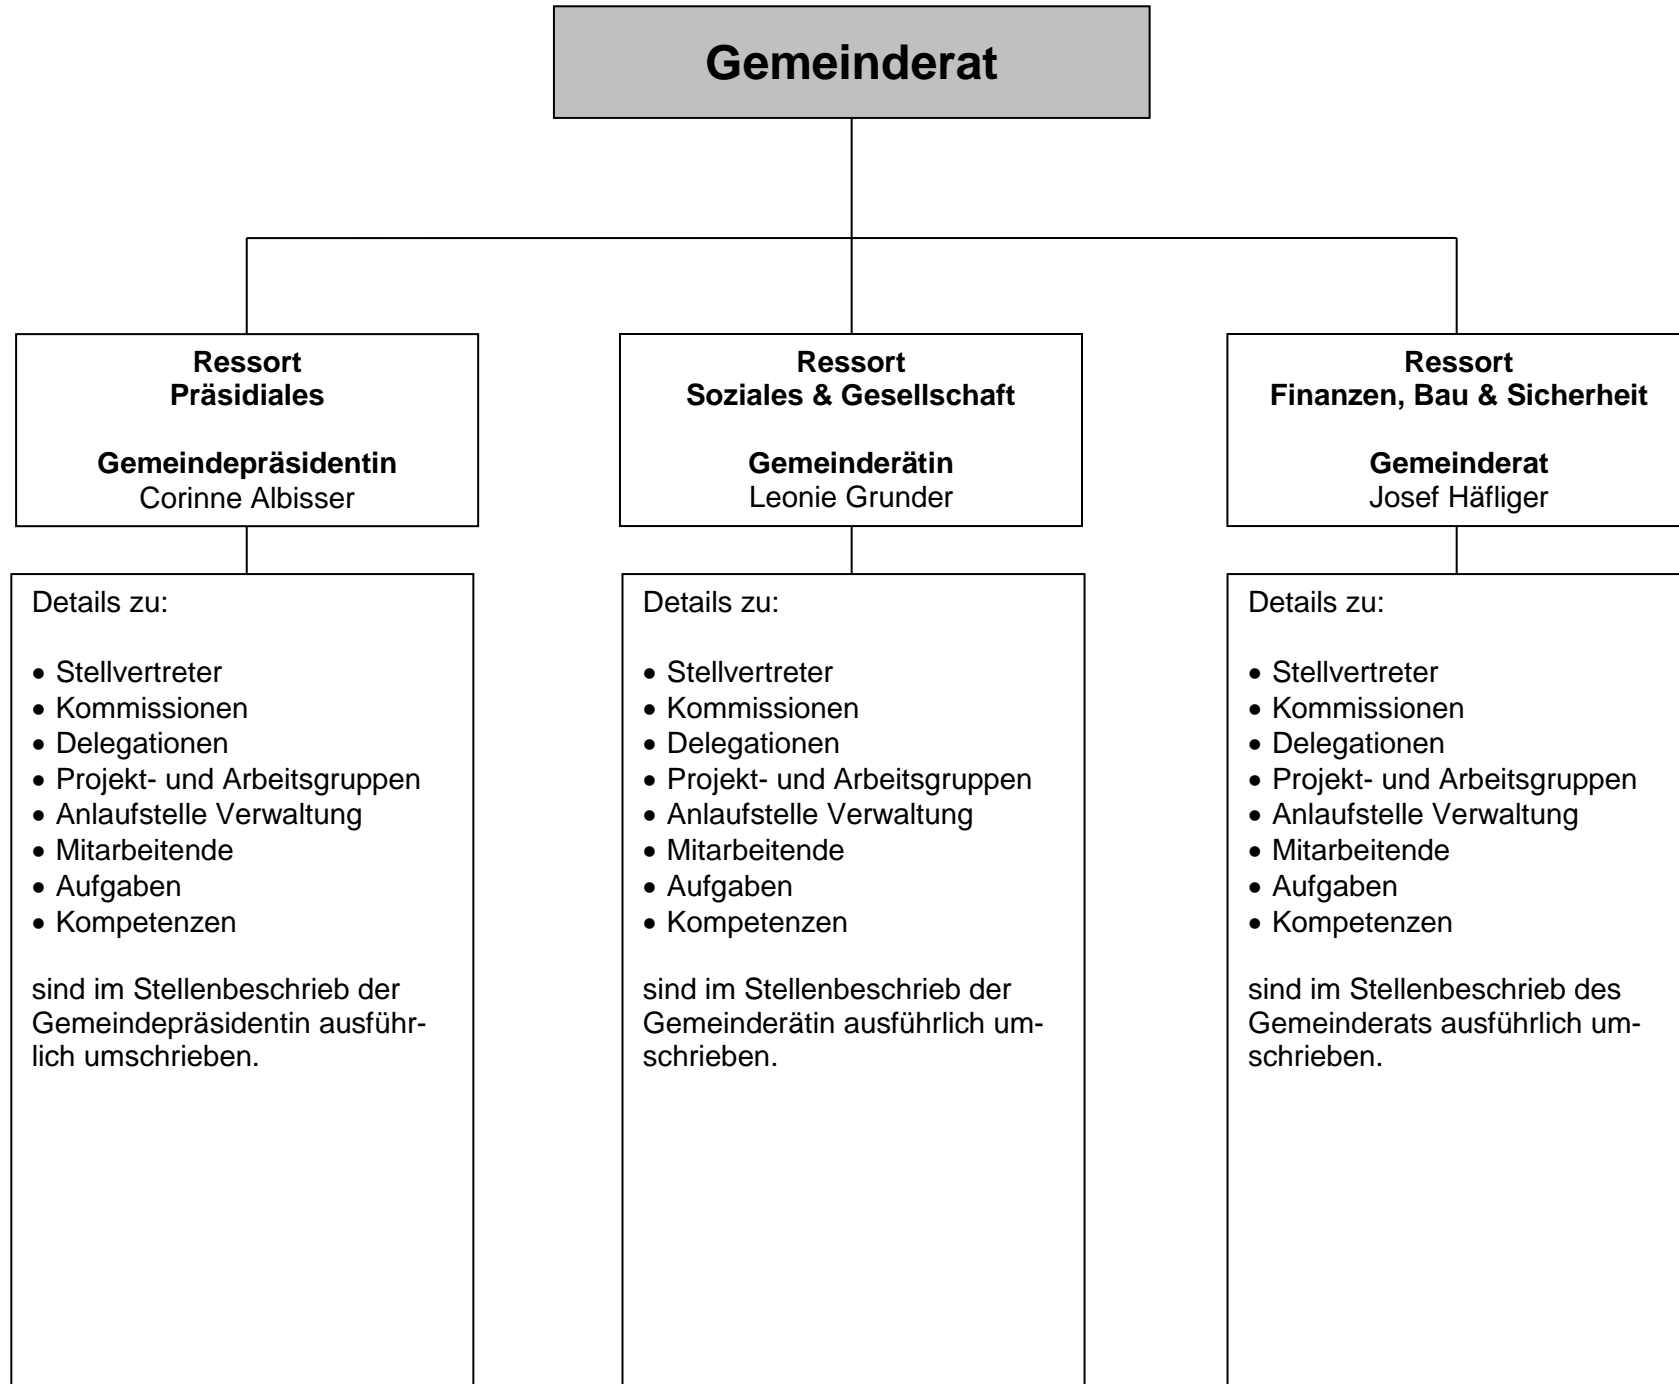 Gemeinderat
Ressort
Präsidiales
Gemeindepräsidentin
Corinne Albisser
Ressort
Soziales & Gesellschaft
Gemeinderätin
Leonie Grunder
Ressort
Finanzen, Bau & Sicherheit
Gemeinderat
Josef Häfliger
Details zu:
• Stellvertreter
• Kommissionen
• Delegationen
• Projekt- und Arbeitsgruppen
• Anlaufstelle Verwaltung
• Mitarbeitende
• Aufgaben
• Kompetenzen
sind im Stellenbeschrieb der
Gemeindepräsidentin ausführ-
lich umschrieben.
Details zu:
• Stellvertreter
• Kommissionen
• Delegationen
• Projekt- und Arbeitsgruppen
• Anlaufstelle Verwaltung
• Mitarbeitende
• Aufgaben
• Kompetenzen
sind im Stellenbeschrieb der
Gemeinderätin ausführlich um-
schrieben.
Details zu:
• Stellvertreter
• Kommissionen
• Delegationen
• Projekt- und Arbeitsgruppen
• Anlaufstelle Verwaltung
• Mitarbeitende
• Aufgaben
• Kompetenzen
sind im Stellenbeschrieb des
Gemeinderats ausführlich um-
schrieben.